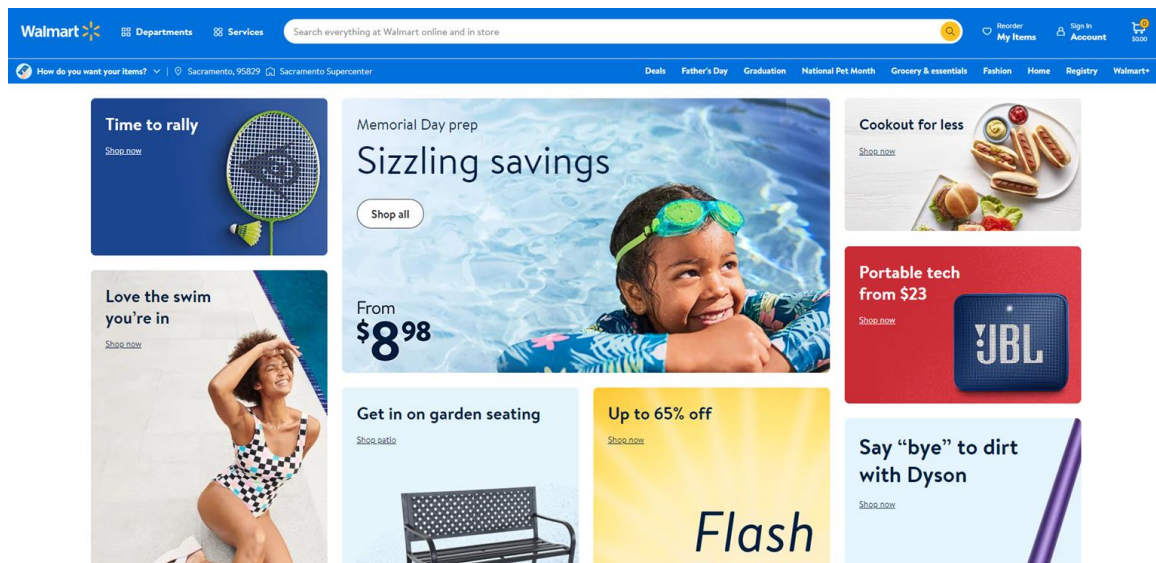 Walmart
Departments
Services
Search everything at Walmart online and in store
Reorder
My Items
Sign In
Account
0
$0.00
How do you want your items?
Sacramento, 95829
Sacramento Supercenter
Deals
Father's Day
Graduation
National Pet Month
Grocery & essentials
Fashion
Home
Registry
Walmart+
Time to rally
Shop now
Memorial Day prep
Sizzling savings
Shop all
From
$8.98
Cookout for less
Shop now
Portable tech
from $23
Shop now
JBL
Love the swim
you’re in
Shop now
Get in on garden seating
Shop patio
Up to 65% off
Shop now
Flash
Say “bye” to dirt
with Dyson
Shop now